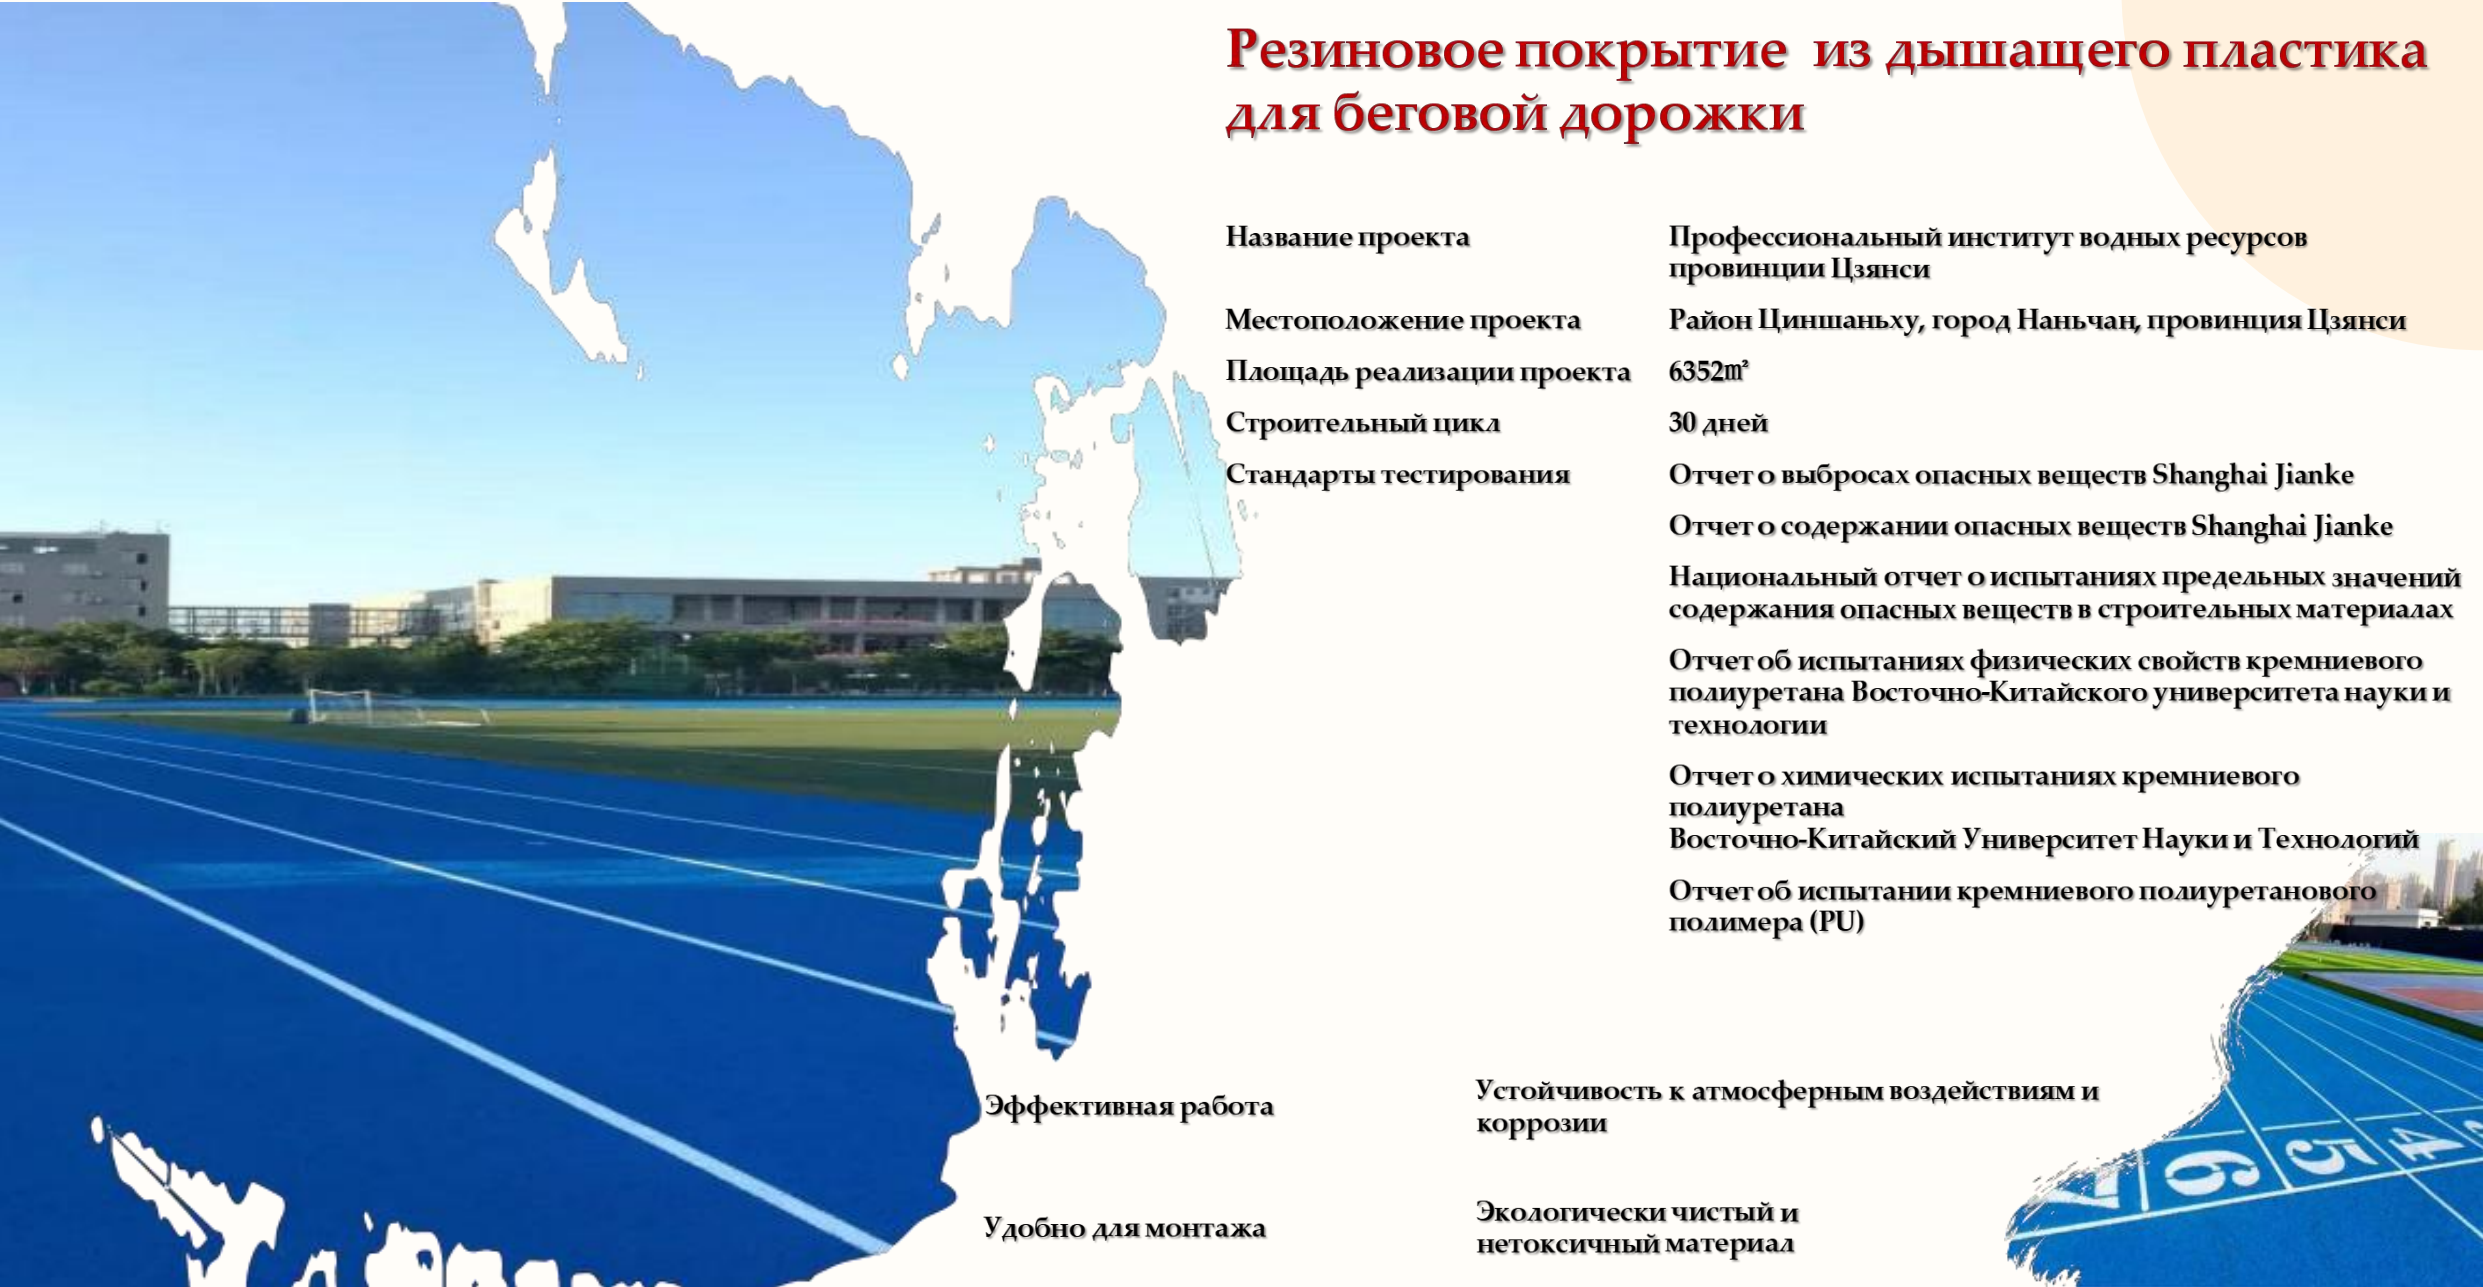 Резиновое покрытие из дышащего пластика
для беговой дорожки
Название проекта
Профессиональный институт водных ресурсов
провинции Цзянси
Местоположение проекта
Район Циншаньху, город Наньчан, провинция Цзянси
Площадь реализации проекта
6352㎡
Строительный цикл
30 дней
Стандарты тестирования
Отчет о выбросах опасных веществ Shanghai Jianke
Отчет о содержании опасных веществ Shanghai Jianke
Национальный отчет о испытаниях предельных значений
содержания опасных веществ в строительных материалах
Отчет об испытаниях физических свойств кремниевого
полиуретана Восточно-Китайского университета науки и
технологии
Отчет о химических испытаниях кремниевого
полиуретана
Восточно-Китайский Университет Науки и Технологий
Отчет об испытании кремниевого полиуретанового
полимера (PU)
Эффективная работа
Устойчивость к атмосферным воздействиям и
коррозии
Удобно для монтажа
Экологически чистый и
нетоксичный материал
7 6 5 4